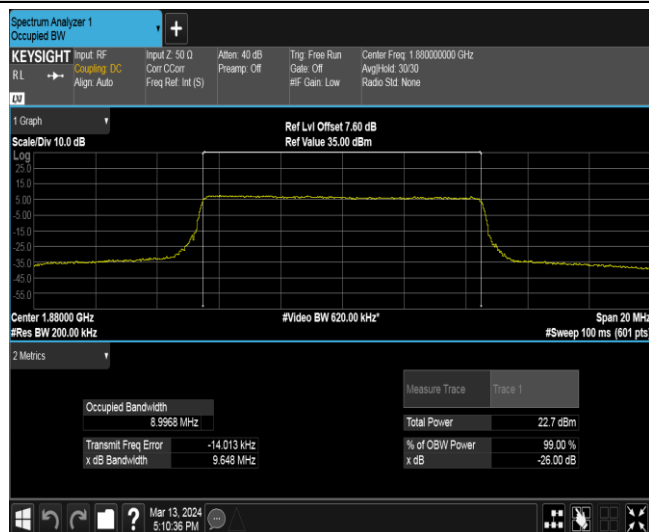 Spectrum Analyzer 1
Occupied BW
+
KEYSIGHT Input: RF Input Z: 50 Ω Atten: 40 dB Trig: Free Run Center Freq: 1.880000000 GHz
RL Coupling: DC Corr CCorr Preamp: Off Gate: Off Avg|Hold: 30/30
Align: Auto Freq Ref: Int (S) #IF Gain: Low Radio Std: None
LXI
1 Graph Ref Lvl Offset 7.60 dB
Scale/Div 10.0 dB Ref Value 35.00 dBm
Log
25.0
15.0
5.00
-5.00
-15.0
-25.0
-35.0
-45.0
-55.0
Center 1.88000 GHz #Video BW 620.00 kHz* Span 20 MHz
#Res BW 200.00 kHz #Sweep 100 ms (601 pts)
2 Metrics
Measure Trace Trace 1
Occupied Bandwidth
8.9968 MHz Total Power 22.7 dBm
Transmit Freq Error -14.013 kHz % of OBW Power 99.00 %
x dB Bandwidth 9.648 MHz x dB -26.00 dB
? Mar 13, 2024
5:10:36 PM